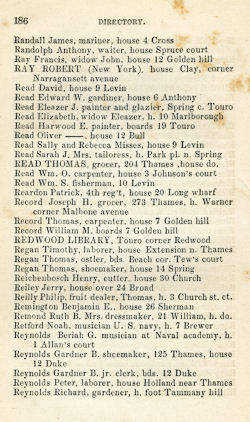 186 DIRECTORY.
Randall James, mariner, house 4 Cross
Randolph Anthony, waiter, house Spruce court
Ray Francis, widow John, house 12 Golden hill
RAY ROBERT (New York), house Clay, corner
Narragansett avenue
Read David, house 9 Levin
Read Edward W. gardiner, house 6 Anthony
Read Eleazer J. painter and glazier, Spring c. Touro
Read Elizabeth, widow Eleazer, h. 10 Marlborough
Read Harwood E. painter, boards 19 Touro
Read Oliver ——, house 12 Bull
Read Sally and Rebecca Misses, house 9 Levin
Read Sarah J. Mrs. tailoress, h. Park pl. n. Spring
READ THOMAS, grocer, 204 Thames, house do.
Read Wm. O. carpenter, house 3 Johnson's court
Read Wm. S. fisherman, 10 Levin
Reardon Patrick, 4th reg't, house 20 Long wharf
Record Joseph H. grocer, 273 Thames, h. Warner
corner Malbone avenue
Record Thomas, carpenter, house 7 Golden hill
Record William M. boards 7 Golden hill
REDWOOD LIBRARY, Touro corner Redwood
Regan Timothy, laborer, house Extension n. Thames
Regan Thomas, ostler, bds. Beach cor. Tew's court
Regan Thomas, shoemaker, house 14 Spring
Reichenbosch Henry, cutter, house 30 Church
Reiley Jerry, house over 24 Broad
Reilly Philip, fruit dealer, Thomas, h. 3 Church st. ct.
Remington Benjamin E., house 26 Sherman
Remond Ruth B. Mrs. dressmaker, 21 William, h. do.
Retford Noah, musician U. S. navy, h. 7 Brewer
Reynolds Beriah G. musician at Naval academy, h.
1 Allan's court
Reynolds Gardner B. shoemaker, 125 Thames, house
12 Duke
Reynolds Gardner B. jr. clerk, bds. 12 Duke
Reynolds Peter, laborer, house Holland near Thames
Reynolds Richard, gardener, h. foot Tammany hill